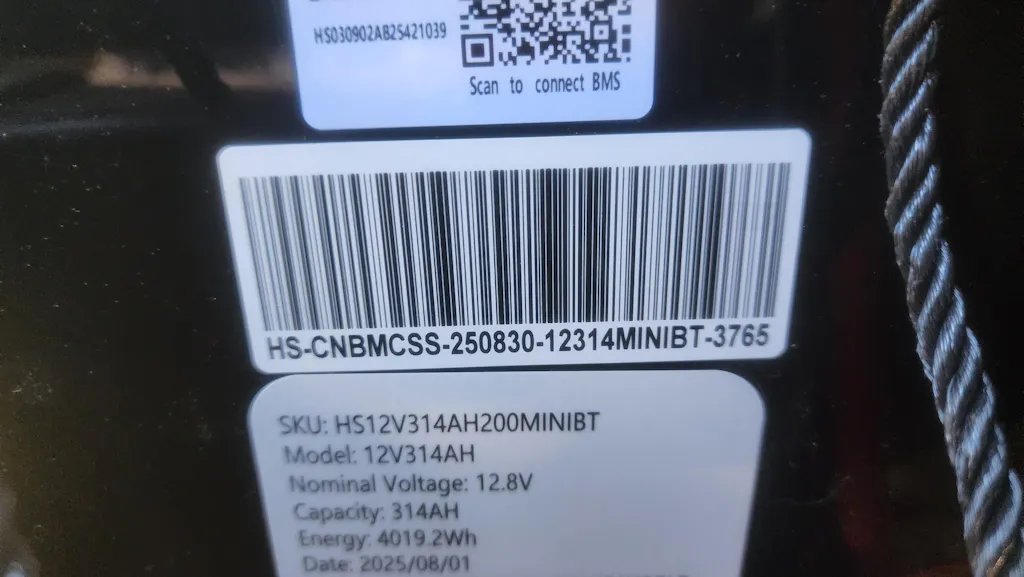 HS030902AB2S421039
Scan to connect BMS
HS-CNBMCSS-250830-12314MINIBT-3765
SKU: HS12V314AH200MINIBT
Model: 12V314AH
Nominal Voltage: 12.8V
Capacity: 314AH
Energy: 4019.2Wh
Date: 2025/08/01